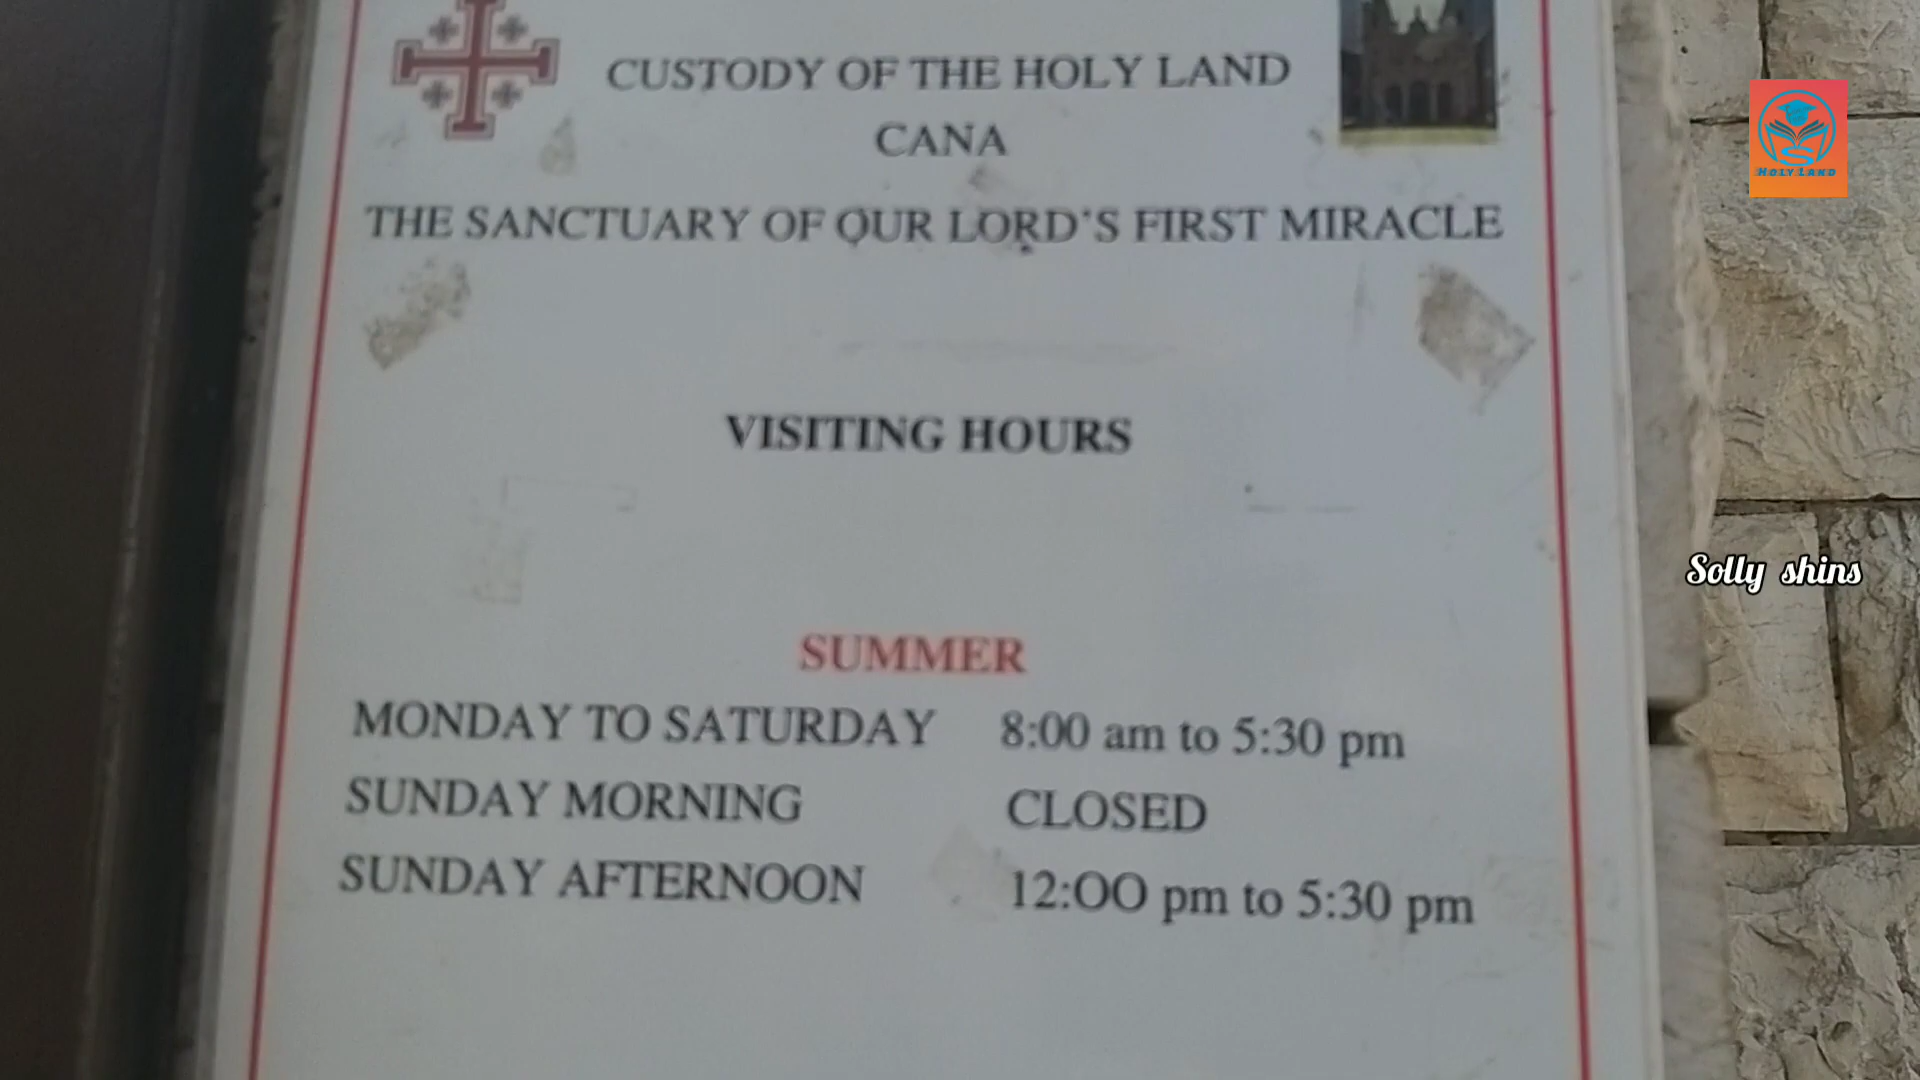 CUSTODY OF THE HOLY LAND
CANA
THE SANCTUARY OF OUR LORD'S FIRST MIRACLE
HOLY LAND
VISITING HOURS
Solly shins
SUMMER
MONDAY TO SATURDAY 8:00 am to 5:30 pm
SUNDAY MORNING CLOSED
SUNDAY AFTERNOON 12:OO pm to 5:30 pm